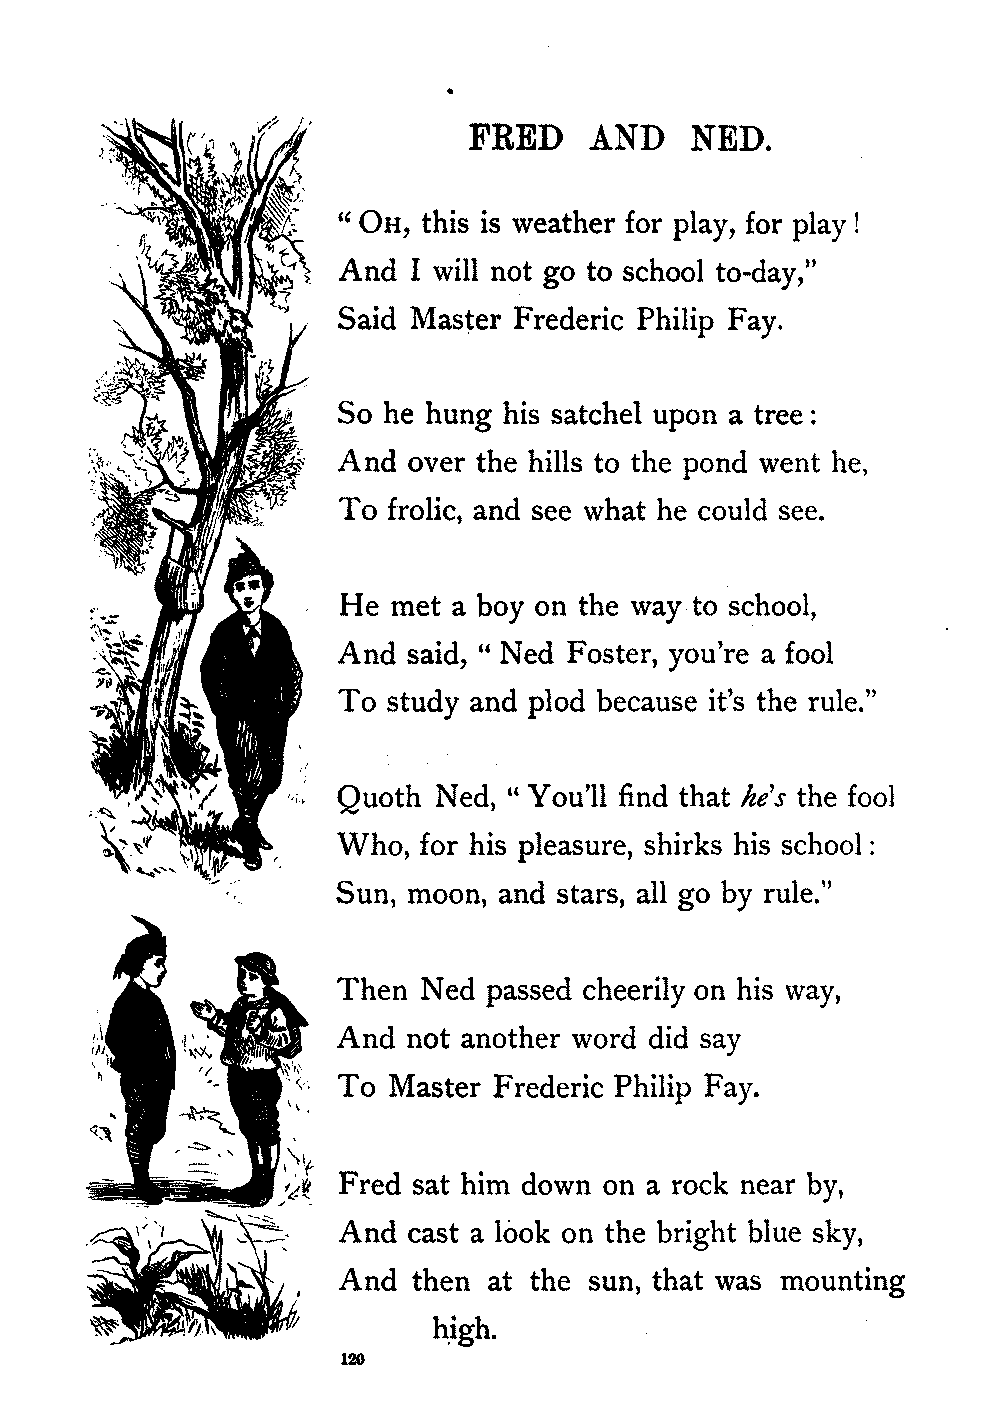 FRED AND NED.
“ OH, this is weather for play, for play!
And I will not go to school to-day,”
Said Master Frederic Philip Fay.
So he hung his satchel upon a tree:
And over the hills to the pond went he,
To frolic, and see what he could see.
He met a boy on the way to school,
And said, “ Ned Foster, you're a fool
To study and plod because it's the rule.”
Quoth Ned, “ You'll find that he's the fool
Who, for his pleasure, shirks his school:
Sun, moon, and stars, all go by rule.”
Then Ned passed cheerily on his way,
And not another word did say
To Master Frederic Philip Fay.
Fred sat him down on a rock near by,
And cast a look on the bright blue sky,
And then at the sun, that was mounting
high.
120